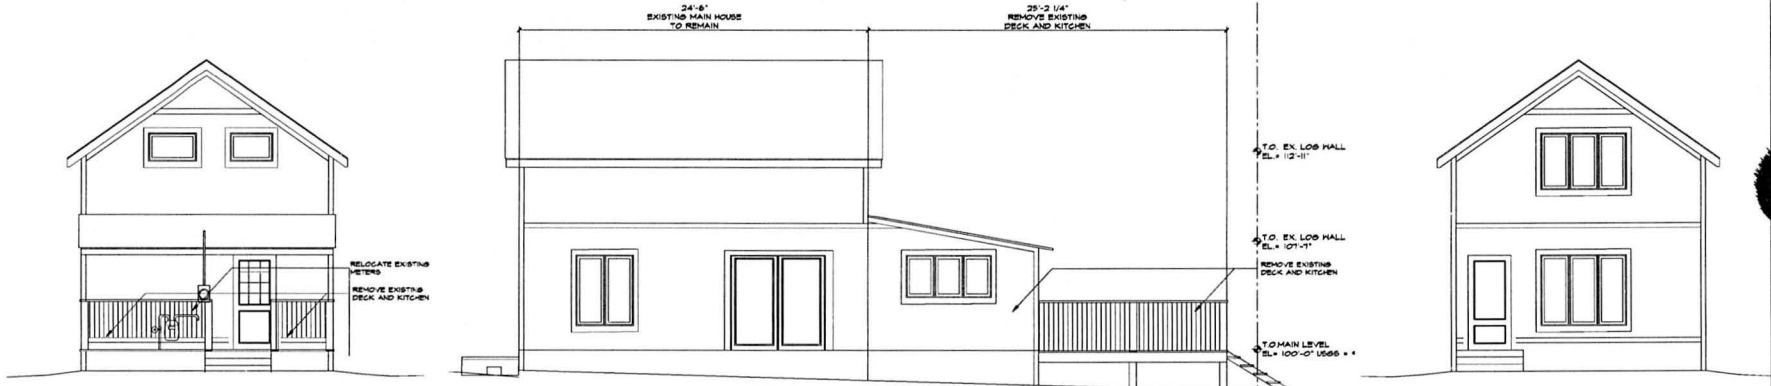 24'-6"
EXISTING MAIN HOUSE
TO REMAIN
25'-2 1/4"
REMOVE EXISTING
DECK AND KITCHEN
T.O. EX. LOG WALL
EL.= 112'-11"
T.O. EX. LOG WALL
EL.= 107'-7"
RELOCATE EXISTING
METERS
REMOVE EXISTING
DECK AND KITCHEN
REMOVE EXISTING
DECK AND KITCHEN
T.O.MAIN LEVEL
EL= 100'-0" USGS =